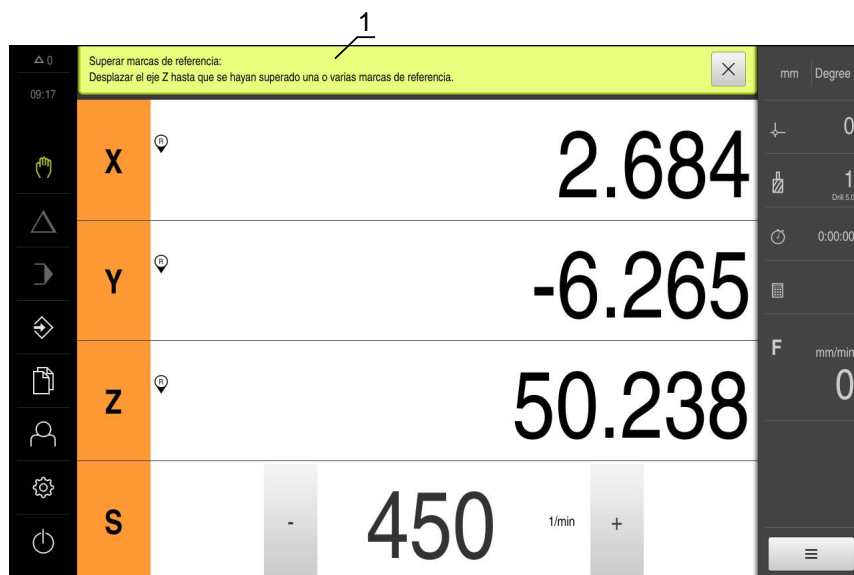 1
0
Superar marcas de referencia:
Desplazar el eje Z hasta que se hayan superado una o varias marcas de referencia.
mm Degree
09:17
X R 2.684
0
1
Drill 5.0
Y R -6.265
0:00:00
Z R 50.238
F mm/min
0
S - 450 1/min +